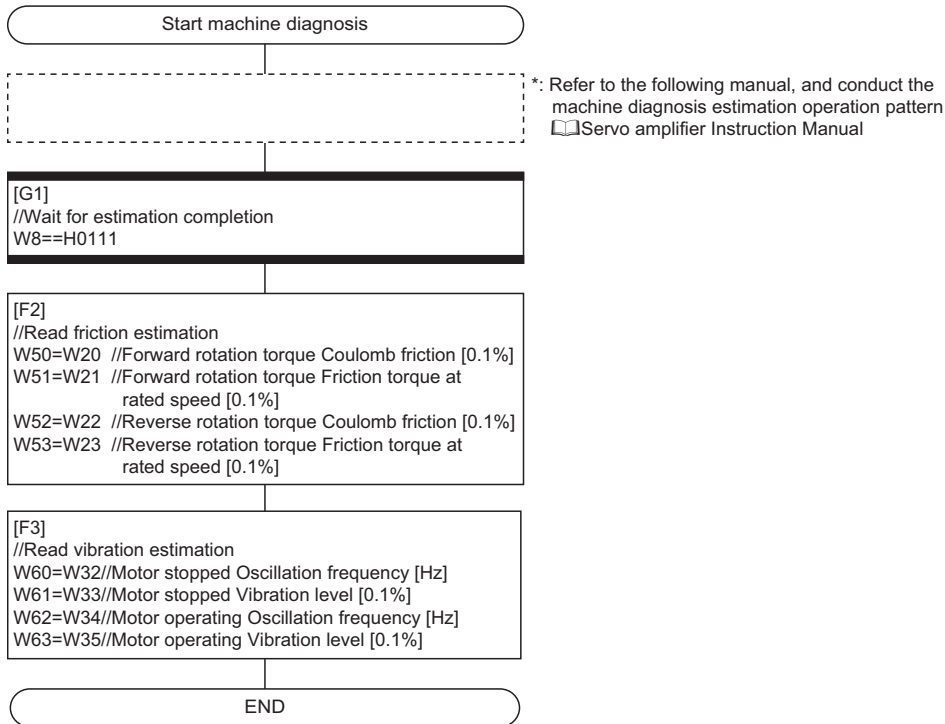 Start machine diagnosis
*: Refer to the following manual, and conduct the
machine diagnosis estimation operation pattern
Servo amplifier Instruction Manual
[G1]
//Wait for estimation completion
W8==H0111
[F2]
//Read friction estimation
W50=W20 //Forward rotation torque Coulomb friction [0.1%]
W51=W21 //Forward rotation torque Friction torque at
rated speed [0.1%]
W52=W22 //Reverse rotation torque Coulomb friction [0.1%]
W53=W23 //Reverse rotation torque Friction torque at
rated speed [0.1%]
[F3]
//Read vibration estimation
W60=W32//Motor stopped Oscillation frequency [Hz]
W61=W33//Motor stopped Vibration level [0.1%]
W62=W34//Motor operating Oscillation frequency [Hz]
W63=W35//Motor operating Vibration level [0.1%]
END